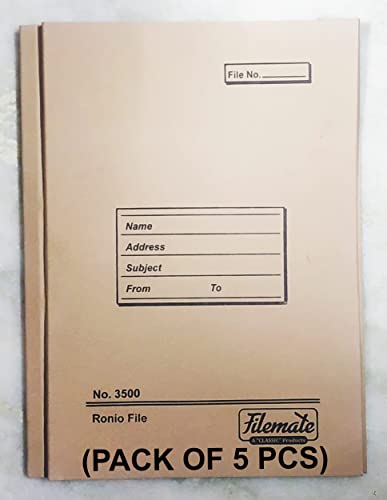 File No.
Name
Address
Subject
From To
No. 3500
Ronio File
Filemate
A "CLASSIC" Products
(PACK OF 5 PCS)